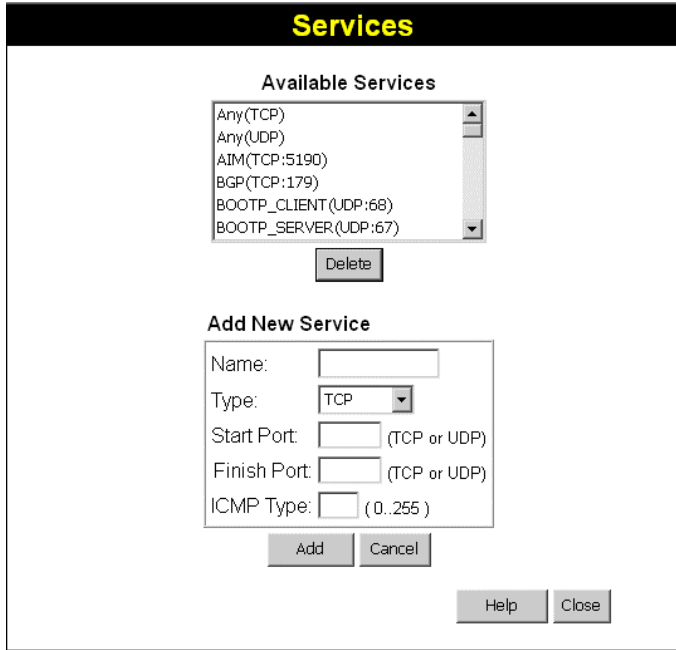 Services
Available Services
Any(TCP)
Any(UDP)
AIM(TCP:5190)
BGP(TCP:179)
BOOTP_CLIENT(UDP:68)
BOOTP_SERVER(UDP:67)
Delete
Add New Service
Name:
Type: TCP
Start Port: (TCP or UDP)
Finish Port: (TCP or UDP)
ICMP Type: ( 0..255 )
Add Cancel
Help Close